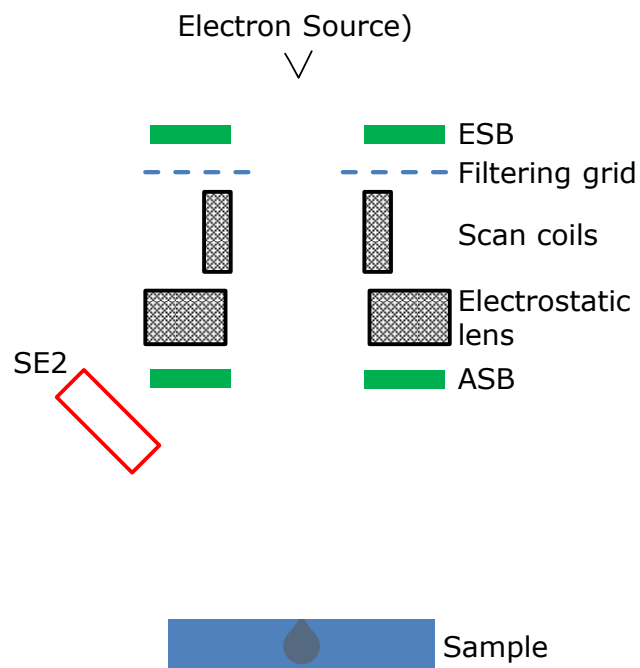 Electron Source)
ESB
Filtering grid
Scan coils
Electrostatic
lens
SE2
ASB
Sample